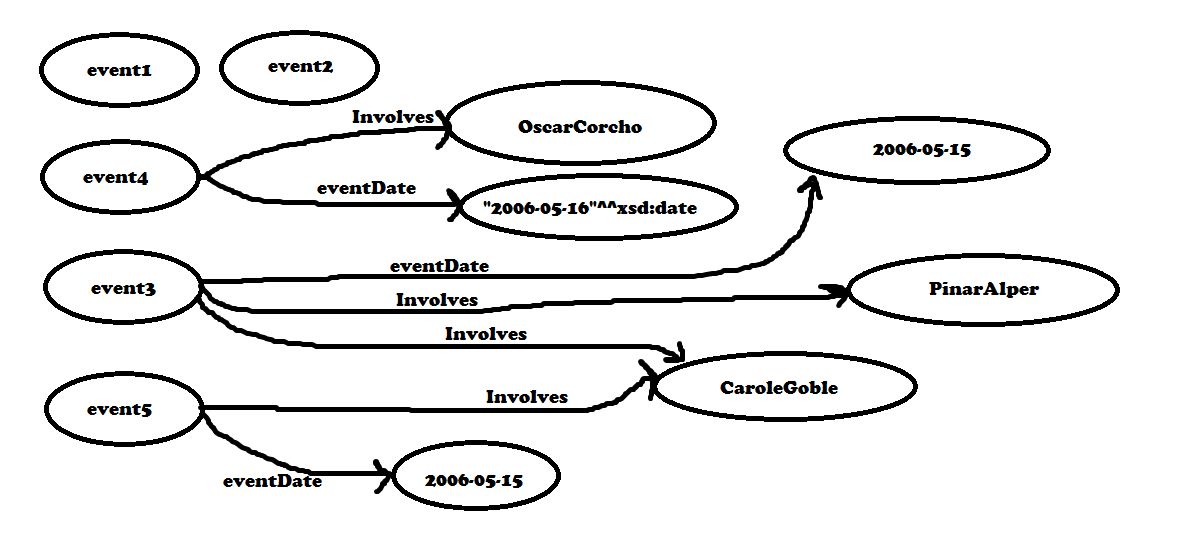 event1
event2
Involves
OscarCorcho
2006-05-15
event4
eventDate
"2006-05-16"^^xsd:date
eventDate
event3
Involves
PinarAlper
Involves
CaroleGoble
Involves
event5
eventDate
2006-05-15